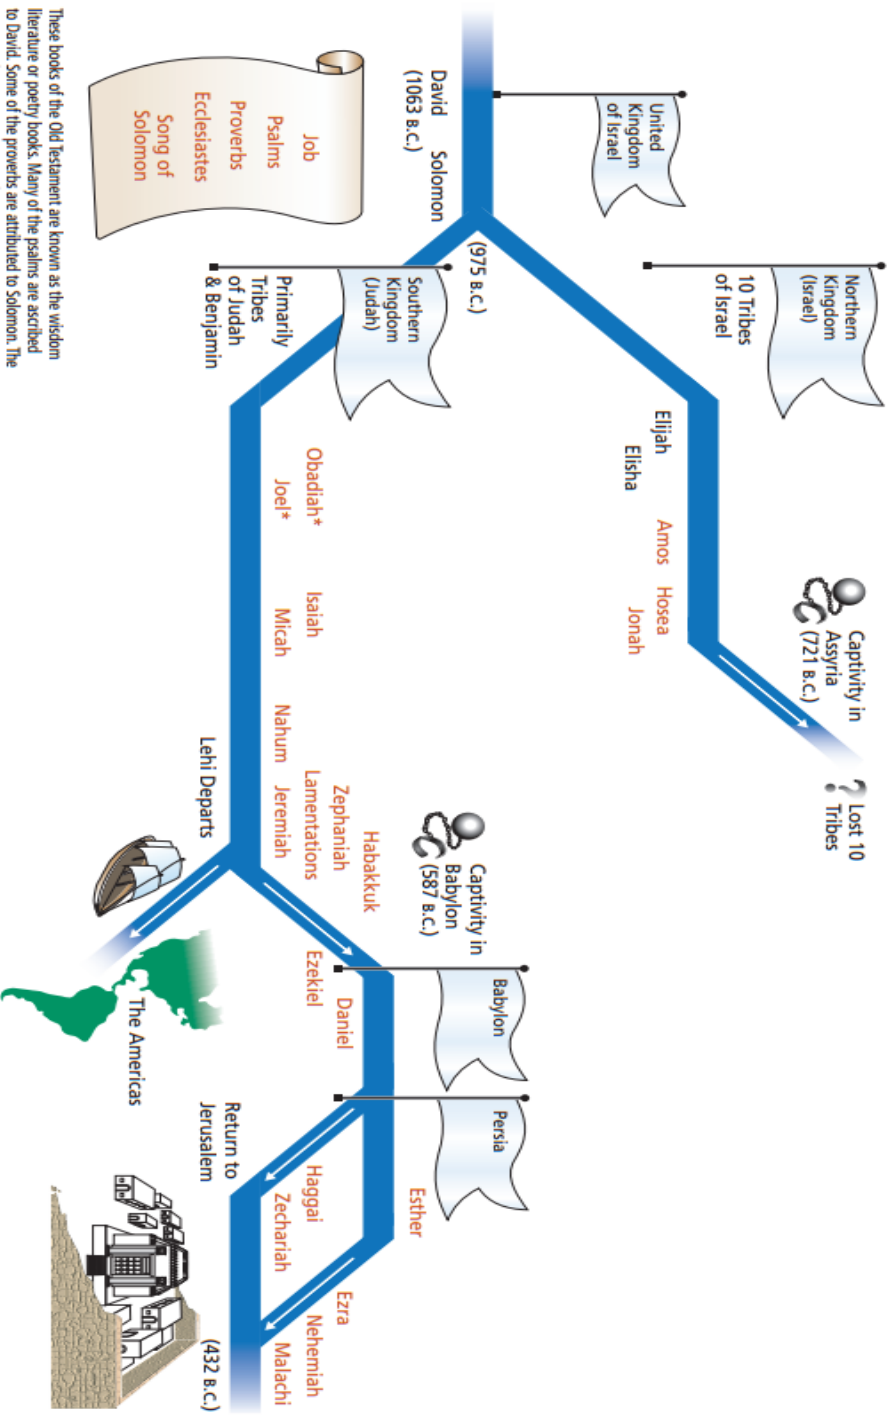 United
Kingdom
of Israel
David
Solomon
(1063 B.C.)
Job
Psalms
Proverbs
Ecclesiastes
Song of
Solomon
These books of the Old Testament are known as the wisdom
literature or poetry books. Many of the psalms are ascribed
to David. Some of the proverbs are attributed to Solomon. The
(975 B.C.)
Northern
Kingdom
(Israel)
10 Tribes
of Israel
Elijah
Elisha
Amos
Hosea
Jonah
Captivity in
Assyria
(721 B.C.)
?
Lost 10
Tribes
Southern
Kingdom
(Judah)
Primarily
Tribes
of Judah
& Benjamin
Obadiah*
Joel*
Isaiah
Micah
Nahum
Habakkuk
Zephaniah
Lamentations
Jeremiah
Lehi Departs
The Americas
Captivity in
Babylon
(587 B.C.)
Babylon
Ezekiel
Daniel
Persia
Esther
Return to
Jerusalem
Haggai
Zechariah
Ezra
Nehemiah
Malachi
(432 B.C.)